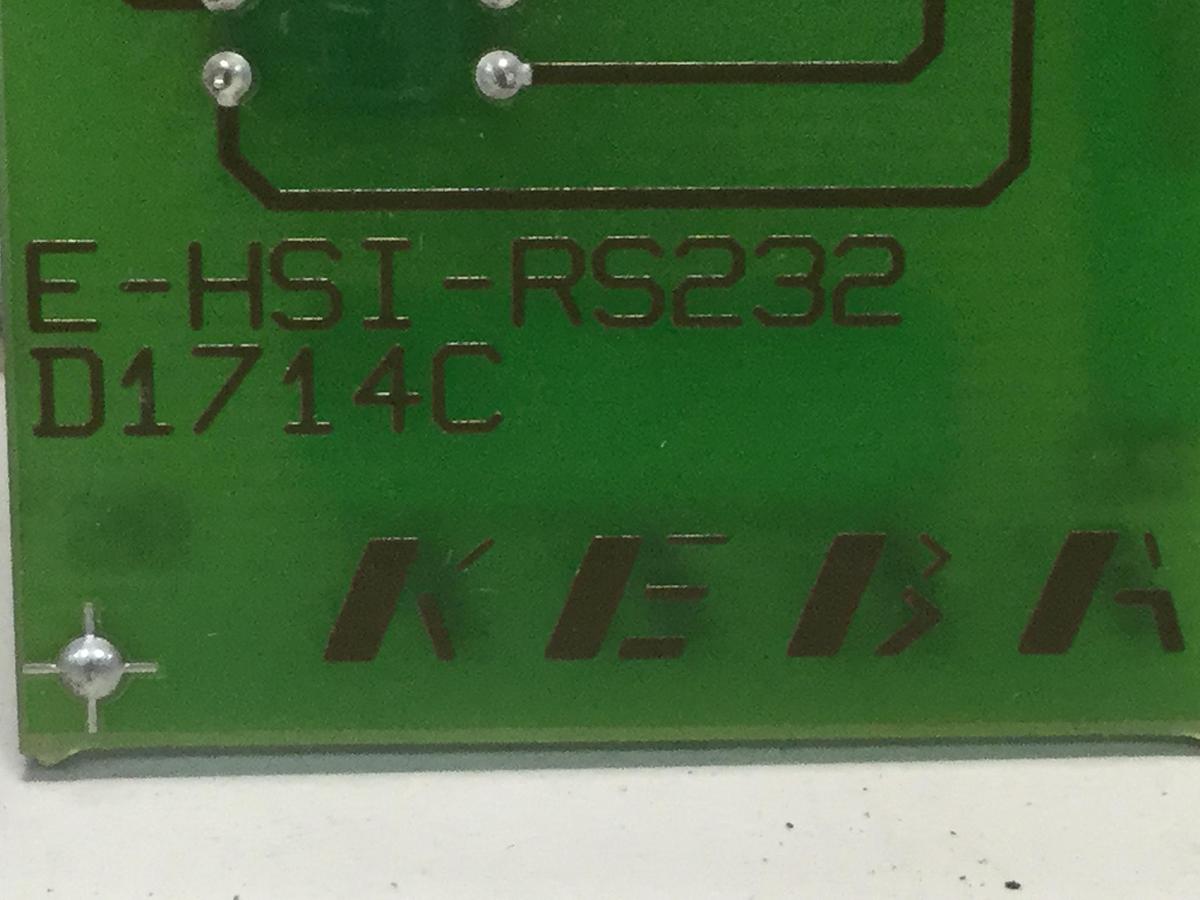 E-HSI-RS232
D1714C
KEBA